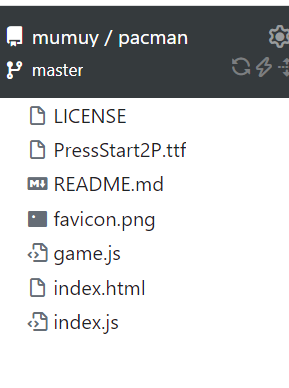 mumuy / pacman
master
LICENSE
PressStart2P.ttf
README.md
favicon.png
game.js
index.html
index.js